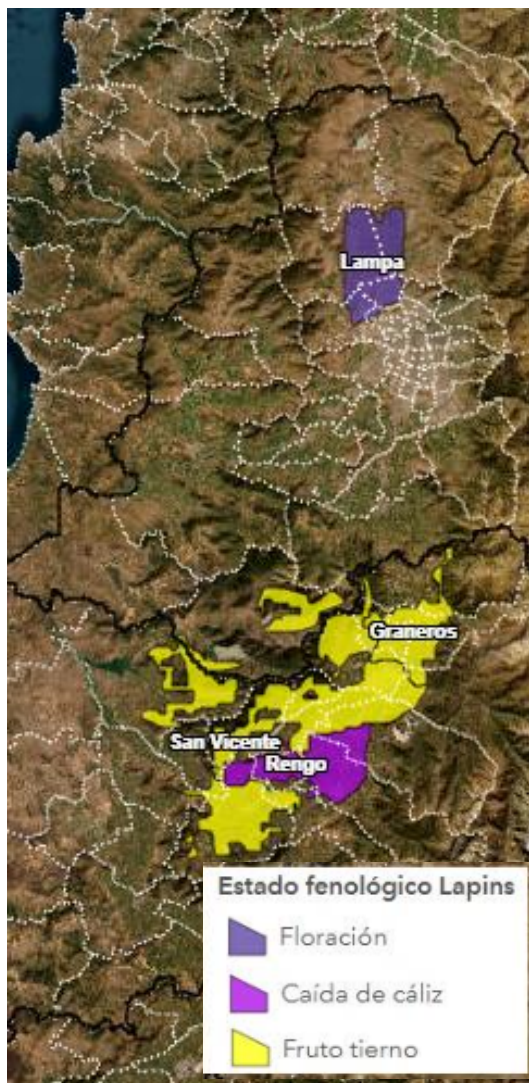 Lampa
Graneros
San Vicente
Rengo
Estado fenológico Lapins
Floración
Caída de cáliz
Fruto tierno